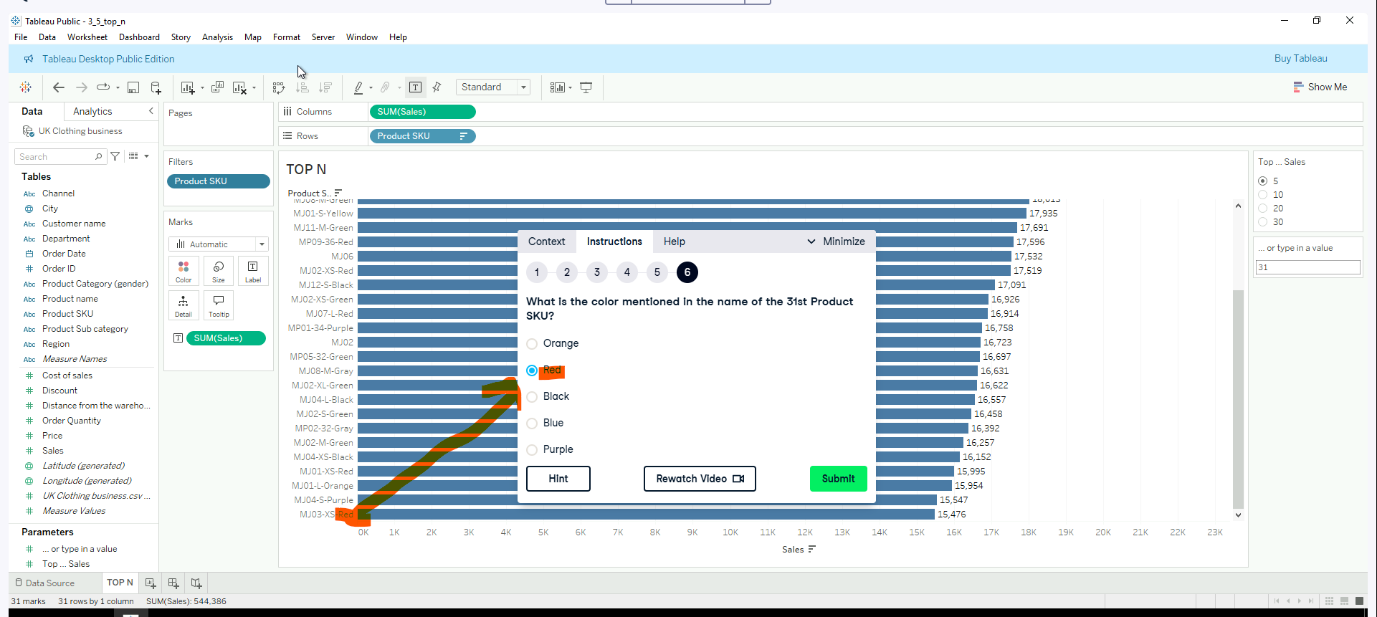 Tableau Public - 3_5_top_n
File Data Worksheet Dashboard Story Analysis Map Format Server Window Help
Tableau Desktop Public Edition Buy Tableau
Standard Show Me
Data Analytics
UK Clothing business
Search
Tables
Abc Channel
City
Abc Customer name
Abc Department
Order Date
# Order ID
Abc Product Category (gender)
Abc Product name
Abc Product SKU
Abc Product Sub category
Abc Region
Abc Measure Names
# Cost of sales
# Discount
# Distance from the wareho...
# Order Quantity
# Price
# Sales
Latitude (generated)
Longitude (generated)
# UK Clothing business.csv ...
# Measure Values
Parameters
# ... or type in a value
# Top ... Sales
Pages
Filters
Product SKU
Marks
Automatic
Color Size Label
Detail Tooltip
SUM(Sales)
Columns SUM(Sales)
Rows Product SKU
TOP N
Product S..
MJ08-M-Green 18,013
MJ01-S-Yellow 17,935
MJ11-M-Green 17,691
MP09-36-Red 17,596
MJ06 17,532
MJ02-XS-Red 17,519
MJ12-S-Black 17,091
MJ02-XS-Green 16,926
MJ07-L-Red 16,914
MP01-34-Purple 16,758
MJ02 16,723
MP05-32-Green 16,697
MJ08-M-Gray 16,631
MJ02-XL-Green 16,622
MJ04-L-Black 16,557
MJ02-S-Green 16,458
MP02-32-Gray 16,392
MJ02-M-Green 16,257
MJ04-XS-Black 16,152
MJ01-XS-Red 15,995
MJ01-L-Orange 15,954
MJ04-S-Purple 15,547
MJ03-XS-Red 15,476
0K 1K 2K 3K 4K 5K 6K 7K 8K 9K 10K 11K 12K 13K 14K 15K 16K 17K 18K 19K 20K 21K 22K 23K
Sales
Context Instructions Help Minimize
1 2 3 4 5 6
What is the color mentioned in the name of the 31st Product
SKU?
Orange
Red
Black
Blue
Purple
Hint Rewatch Video Submit
Top ... Sales
5
10
20
30
... or type in a value
31
Data Source TOP N
31 marks 31 rows by 1 column SUM(Sales): 544,386